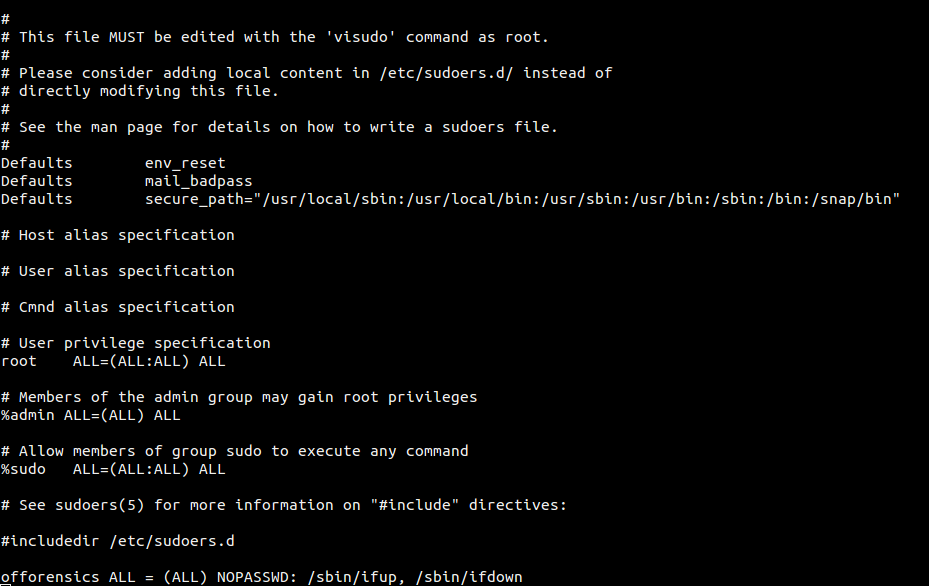 #
# This file MUST be edited with the 'visudo' command as root.
#
# Please consider adding local content in /etc/sudoers.d/ instead of
# directly modifying this file.
#
# See the man page for details on how to write a sudoers file.
#
Defaults        env_reset
Defaults        mail_badpass
Defaults        secure_path="/usr/local/sbin:/usr/local/bin:/usr/sbin:/usr/bin:/sbin:/bin:/snap/bin"
# Host alias specification
# User alias specification
# Cmnd alias specification
# User privilege specification
root    ALL=(ALL:ALL) ALL
# Members of the admin group may gain root privileges
%admin ALL=(ALL) ALL
# Allow members of group sudo to execute any command
%sudo   ALL=(ALL:ALL) ALL
# See sudoers(5) for more information on "#include" directives:
#includedir /etc/sudoers.d
offorensics ALL = (ALL) NOPASSWD: /sbin/ifup, /sbin/ifdown